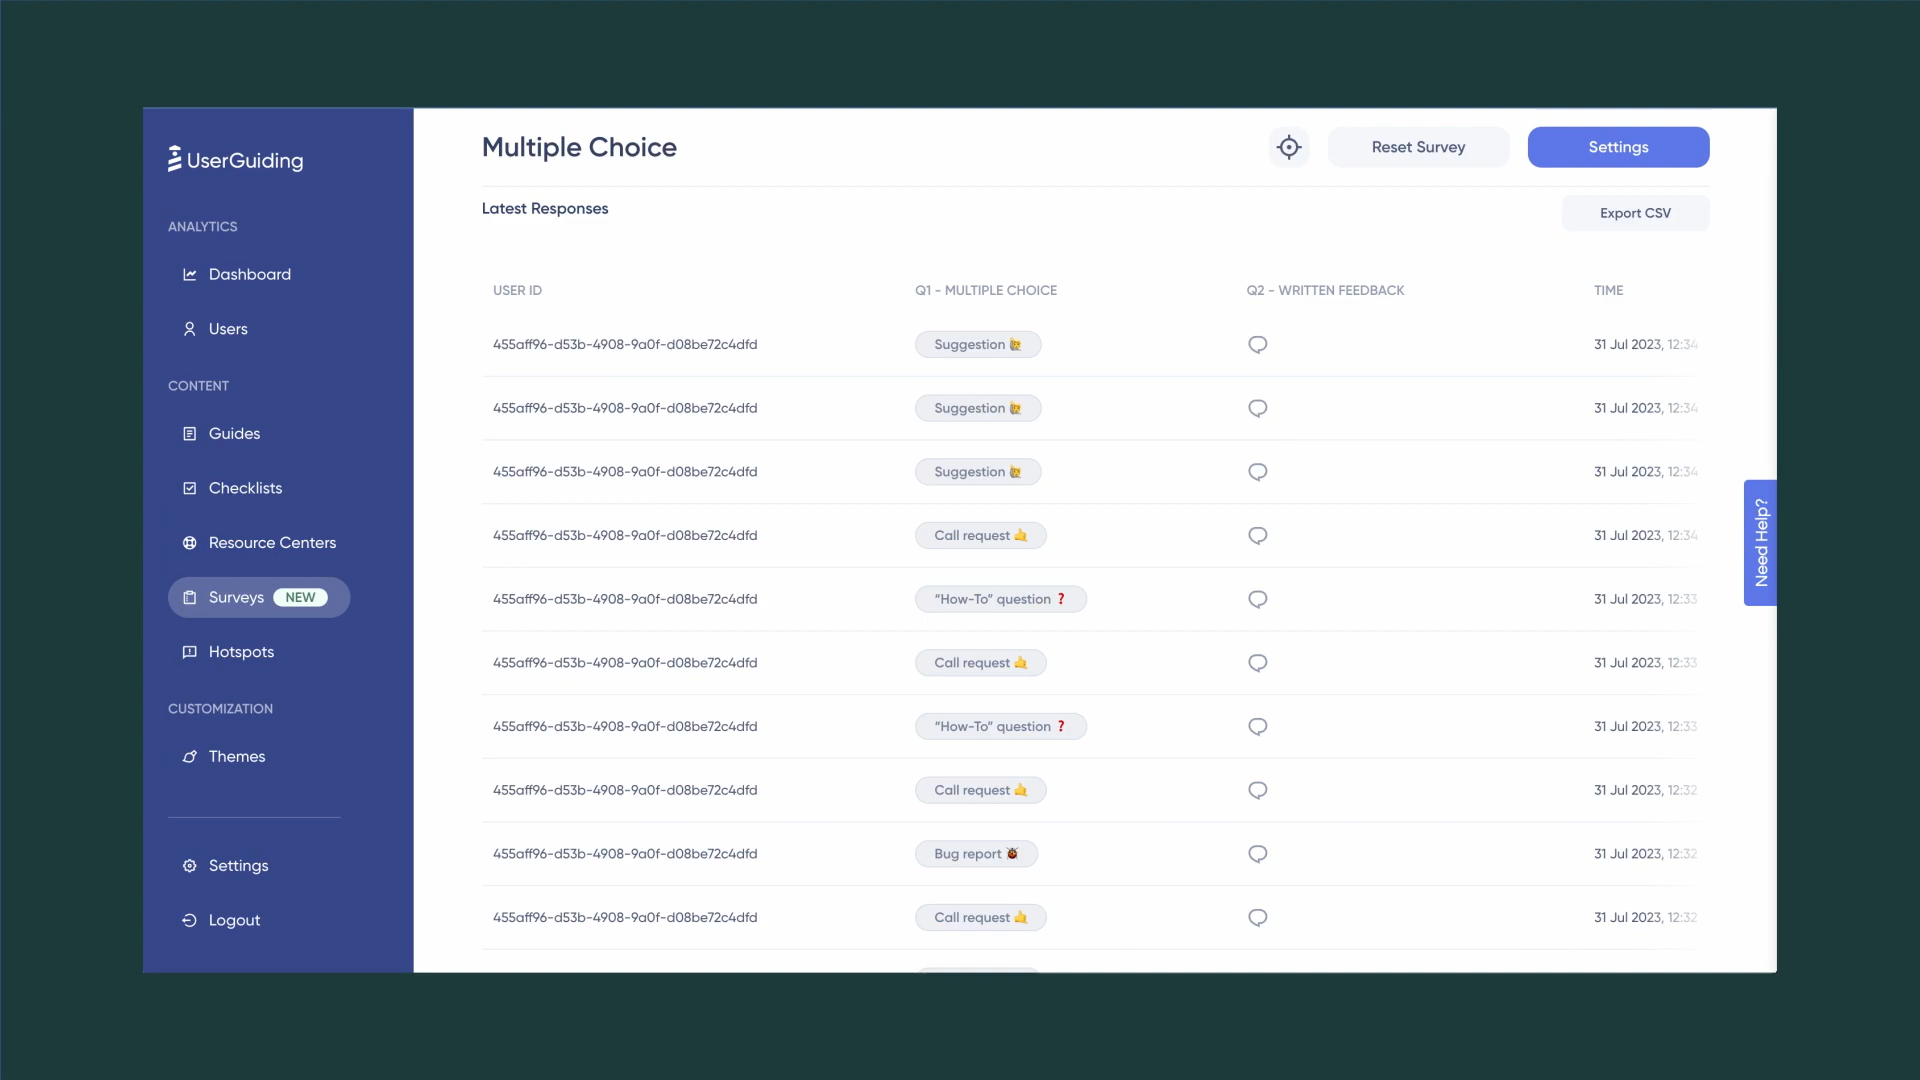 UserGuiding
ANALYTICS
Dashboard
Users
CONTENT
Guides
Checklists
Resource Centers
Surveys NEW
Hotspots
CUSTOMIZATION
Themes
Settings
Logout
Multiple Choice
Reset Survey
Settings
Latest Responses
Export CSV
USER ID Q1 - MULTIPLE CHOICE Q2 - WRITTEN FEEDBACK TIME
455aff96-d53b-4908-9a0f-d08be72c4dfd Suggestion 31 Jul 2023, 12:34
455aff96-d53b-4908-9a0f-d08be72c4dfd Suggestion 31 Jul 2023, 12:34
455aff96-d53b-4908-9a0f-d08be72c4dfd Suggestion 31 Jul 2023, 12:34
455aff96-d53b-4908-9a0f-d08be72c4dfd Call request 🤙 31 Jul 2023, 12:34
455aff96-d53b-4908-9a0f-d08be72c4dfd “How-To” question ❓ 31 Jul 2023, 12:33
455aff96-d53b-4908-9a0f-d08be72c4dfd Call request 🤙 31 Jul 2023, 12:33
455aff96-d53b-4908-9a0f-d08be72c4dfd “How-To” question ❓ 31 Jul 2023, 12:33
455aff96-d53b-4908-9a0f-d08be72c4dfd Call request 🤙 31 Jul 2023, 12:32
455aff96-d53b-4908-9a0f-d08be72c4dfd Bug report 🐞 31 Jul 2023, 12:32
455aff96-d53b-4908-9a0f-d08be72c4dfd Call request 🤙 31 Jul 2023, 12:32
Need Help?